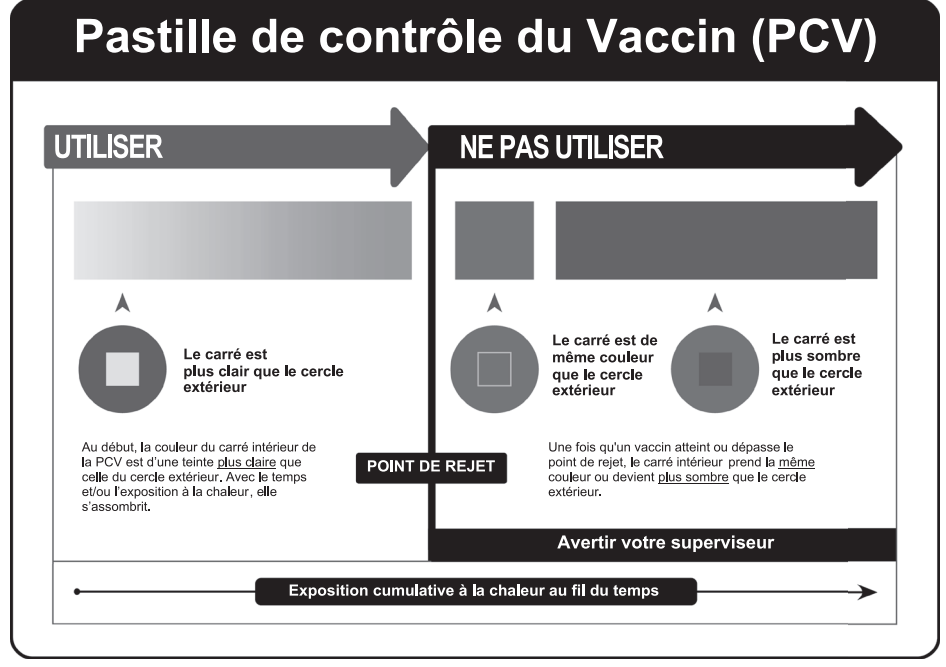 Pastille de contrôle du Vaccin (PCV)
UTILISER
NE PAS UTILISER
Le carré est
plus clair que le cercle
extérieur
Le carré est de
même couleur
que le cercle
extérieur
Le carré est
plus sombre
que le cercle
extérieur
Au début, la couleur du carré intérieur de
la PCV est d'une teinte plus claire que
celle du cercle extérieur. Avec le temps
et/ou l'exposition à la chaleur, elle
s'assombrit.
POINT DE REJET
Une fois qu'un vaccin atteint ou dépasse le
point de rejet, le carré intérieur prend la même
couleur ou devient plus sombre que le cercle
extérieur.
Avertir votre superviseur
Exposition cumulative à la chaleur au fil du temps